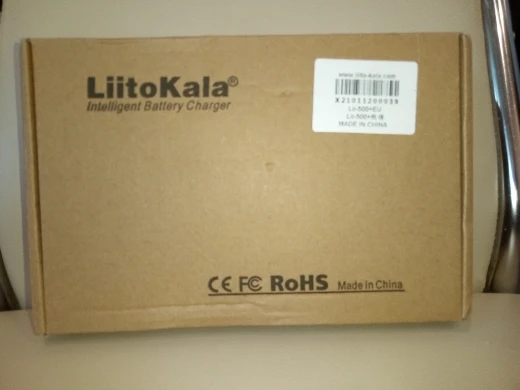 LiitoKala®
Intelligent Battery Charger
www.liitokala.com
X21011200039
Lii-500+EU
MADE IN CHINA
CE FC RoHS Made In China